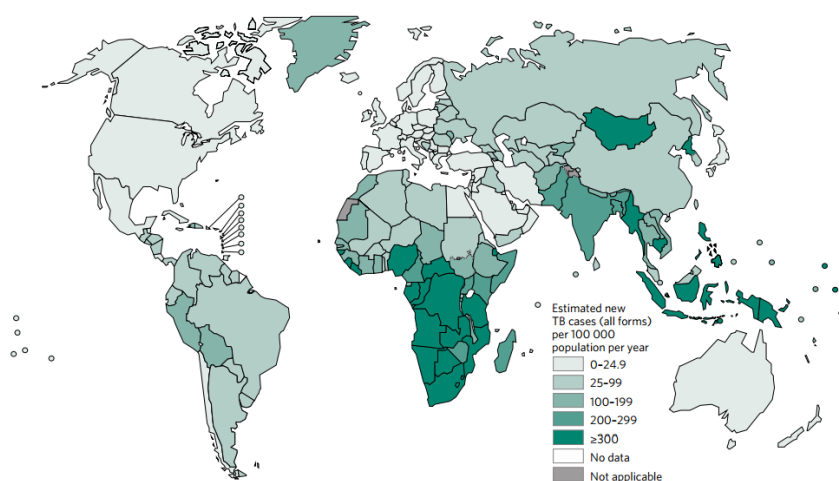 Estimated new
TB cases (all forms)
per 100 000
population per year
0–24.9
25–99
100–199
200–299
≥300
No data
Not applicable